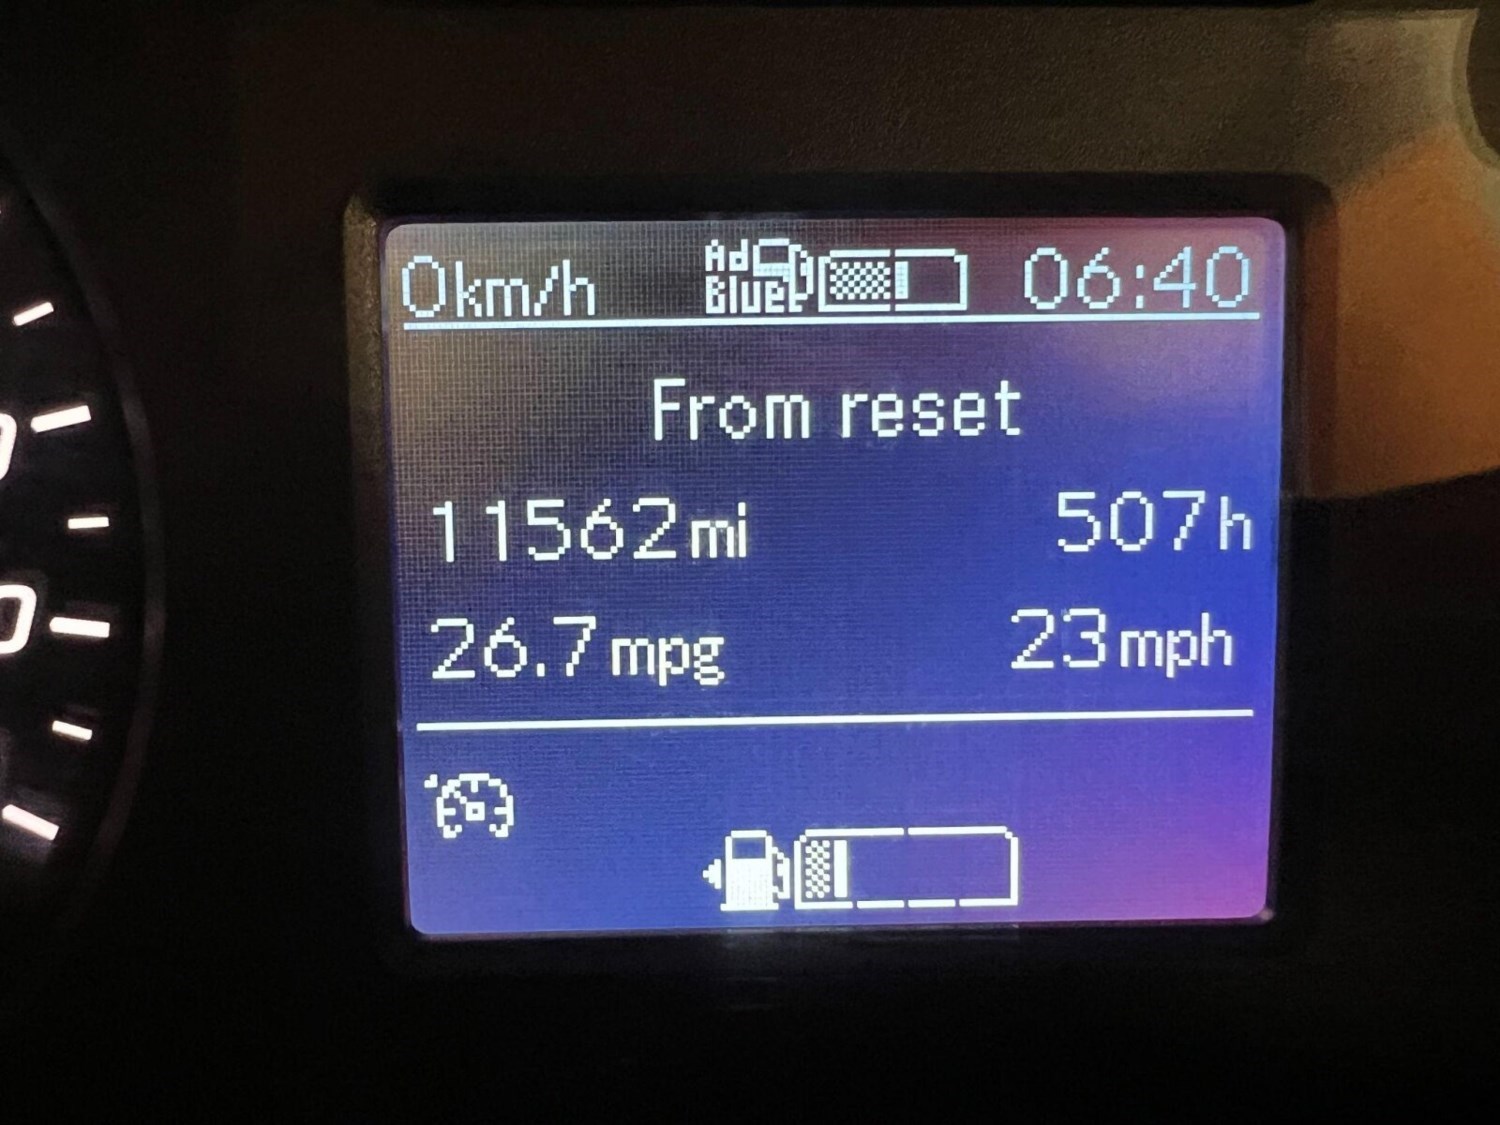 0km/h AdBlue 06:40
From reset
11562mi 507h
26.7mpg 23mph